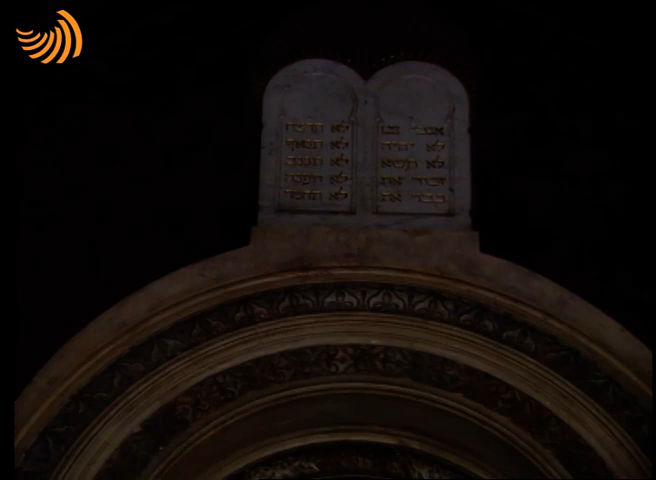 אנכי
לא יהיה
לא תשא
זכור את
כבד את
לא תרצח
לא תנאף
לא תגנב
לא תענה
לא תחמד